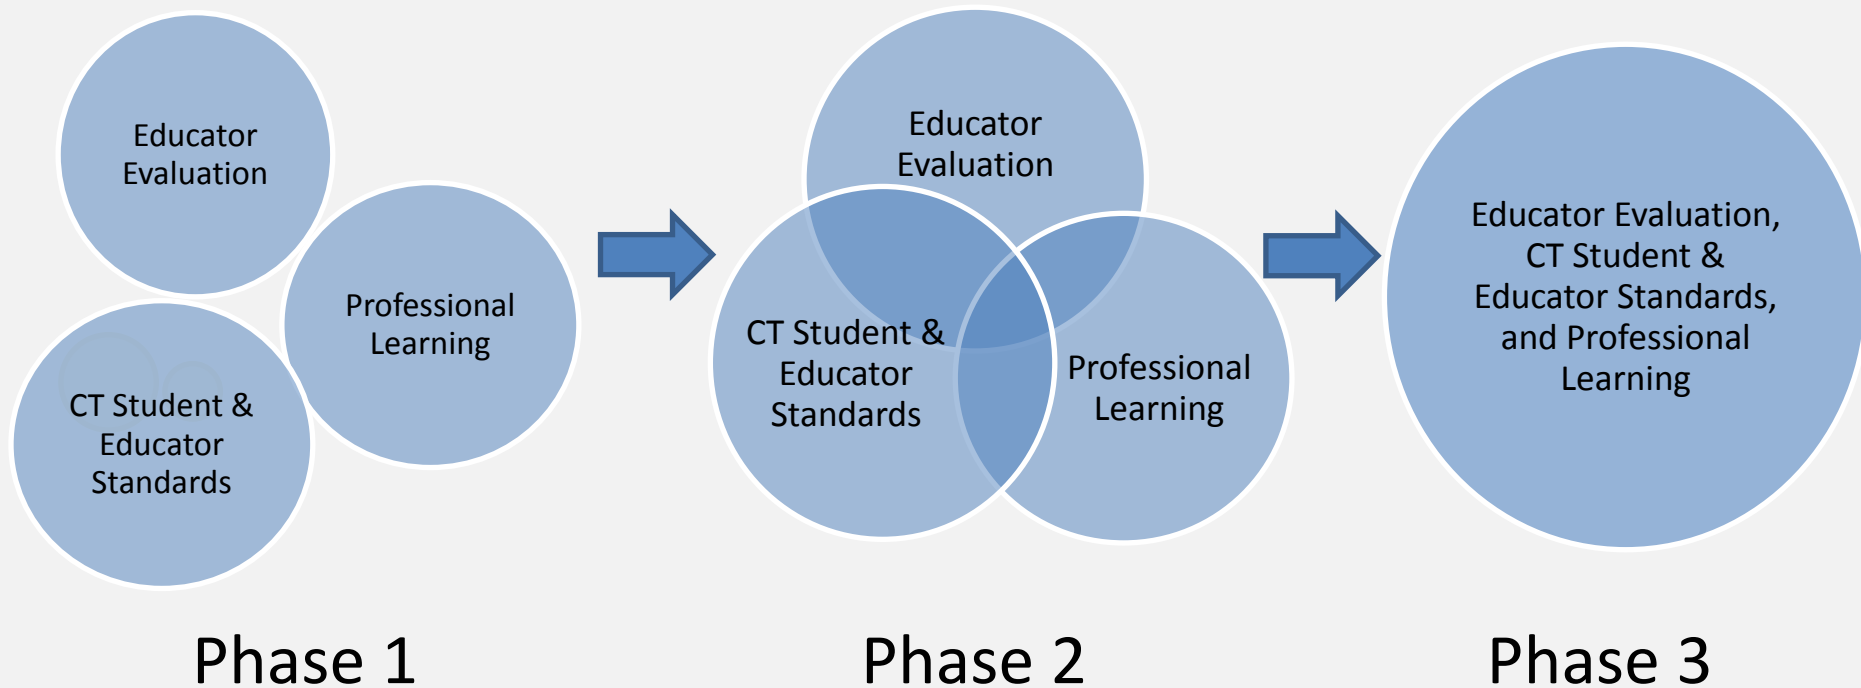 Educator
Evaluation
Professional
Learning
CT Student &
Educator
Standards
Phase 1
Educator
Evaluation
CT Student &
Educator
Standards
Professional
Learning
Phase 2
Educator Evaluation,
CT Student &
Educator Standards,
and Professional
Learning
Phase 3